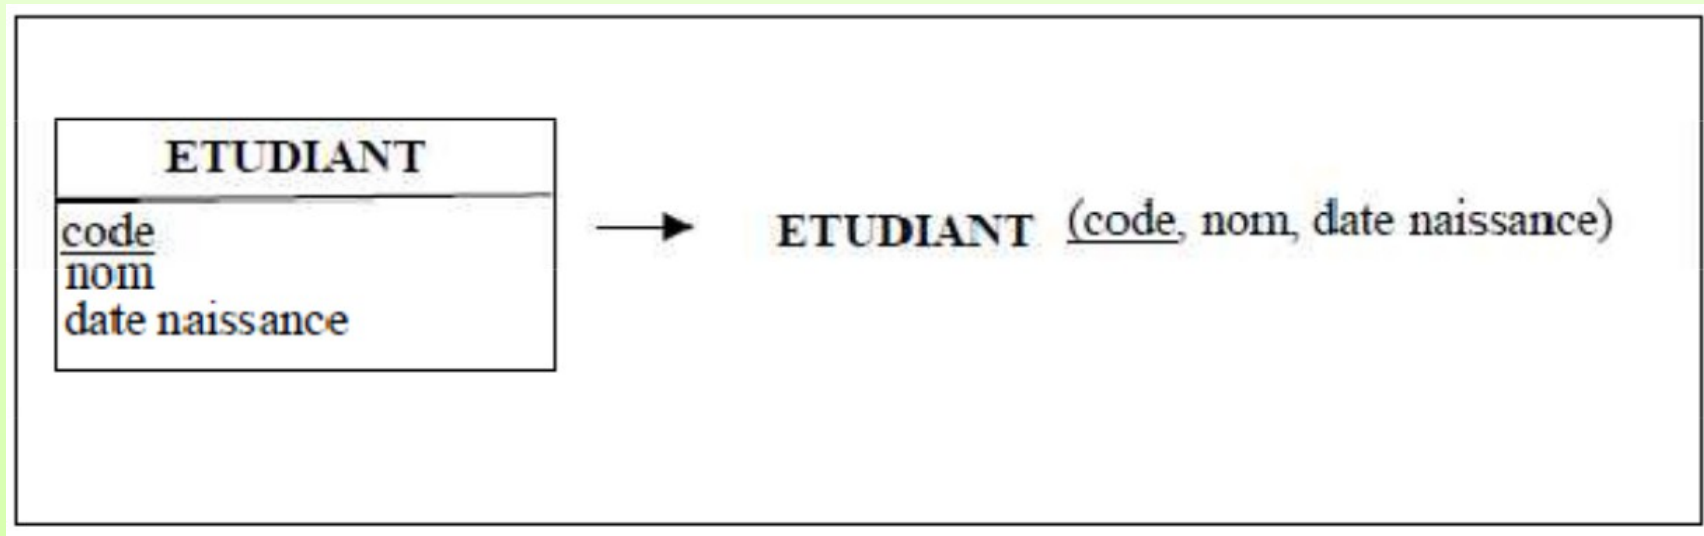 ETUDIANT
code
nom
date naissance
ETUDIANT (code, nom, date naissance)